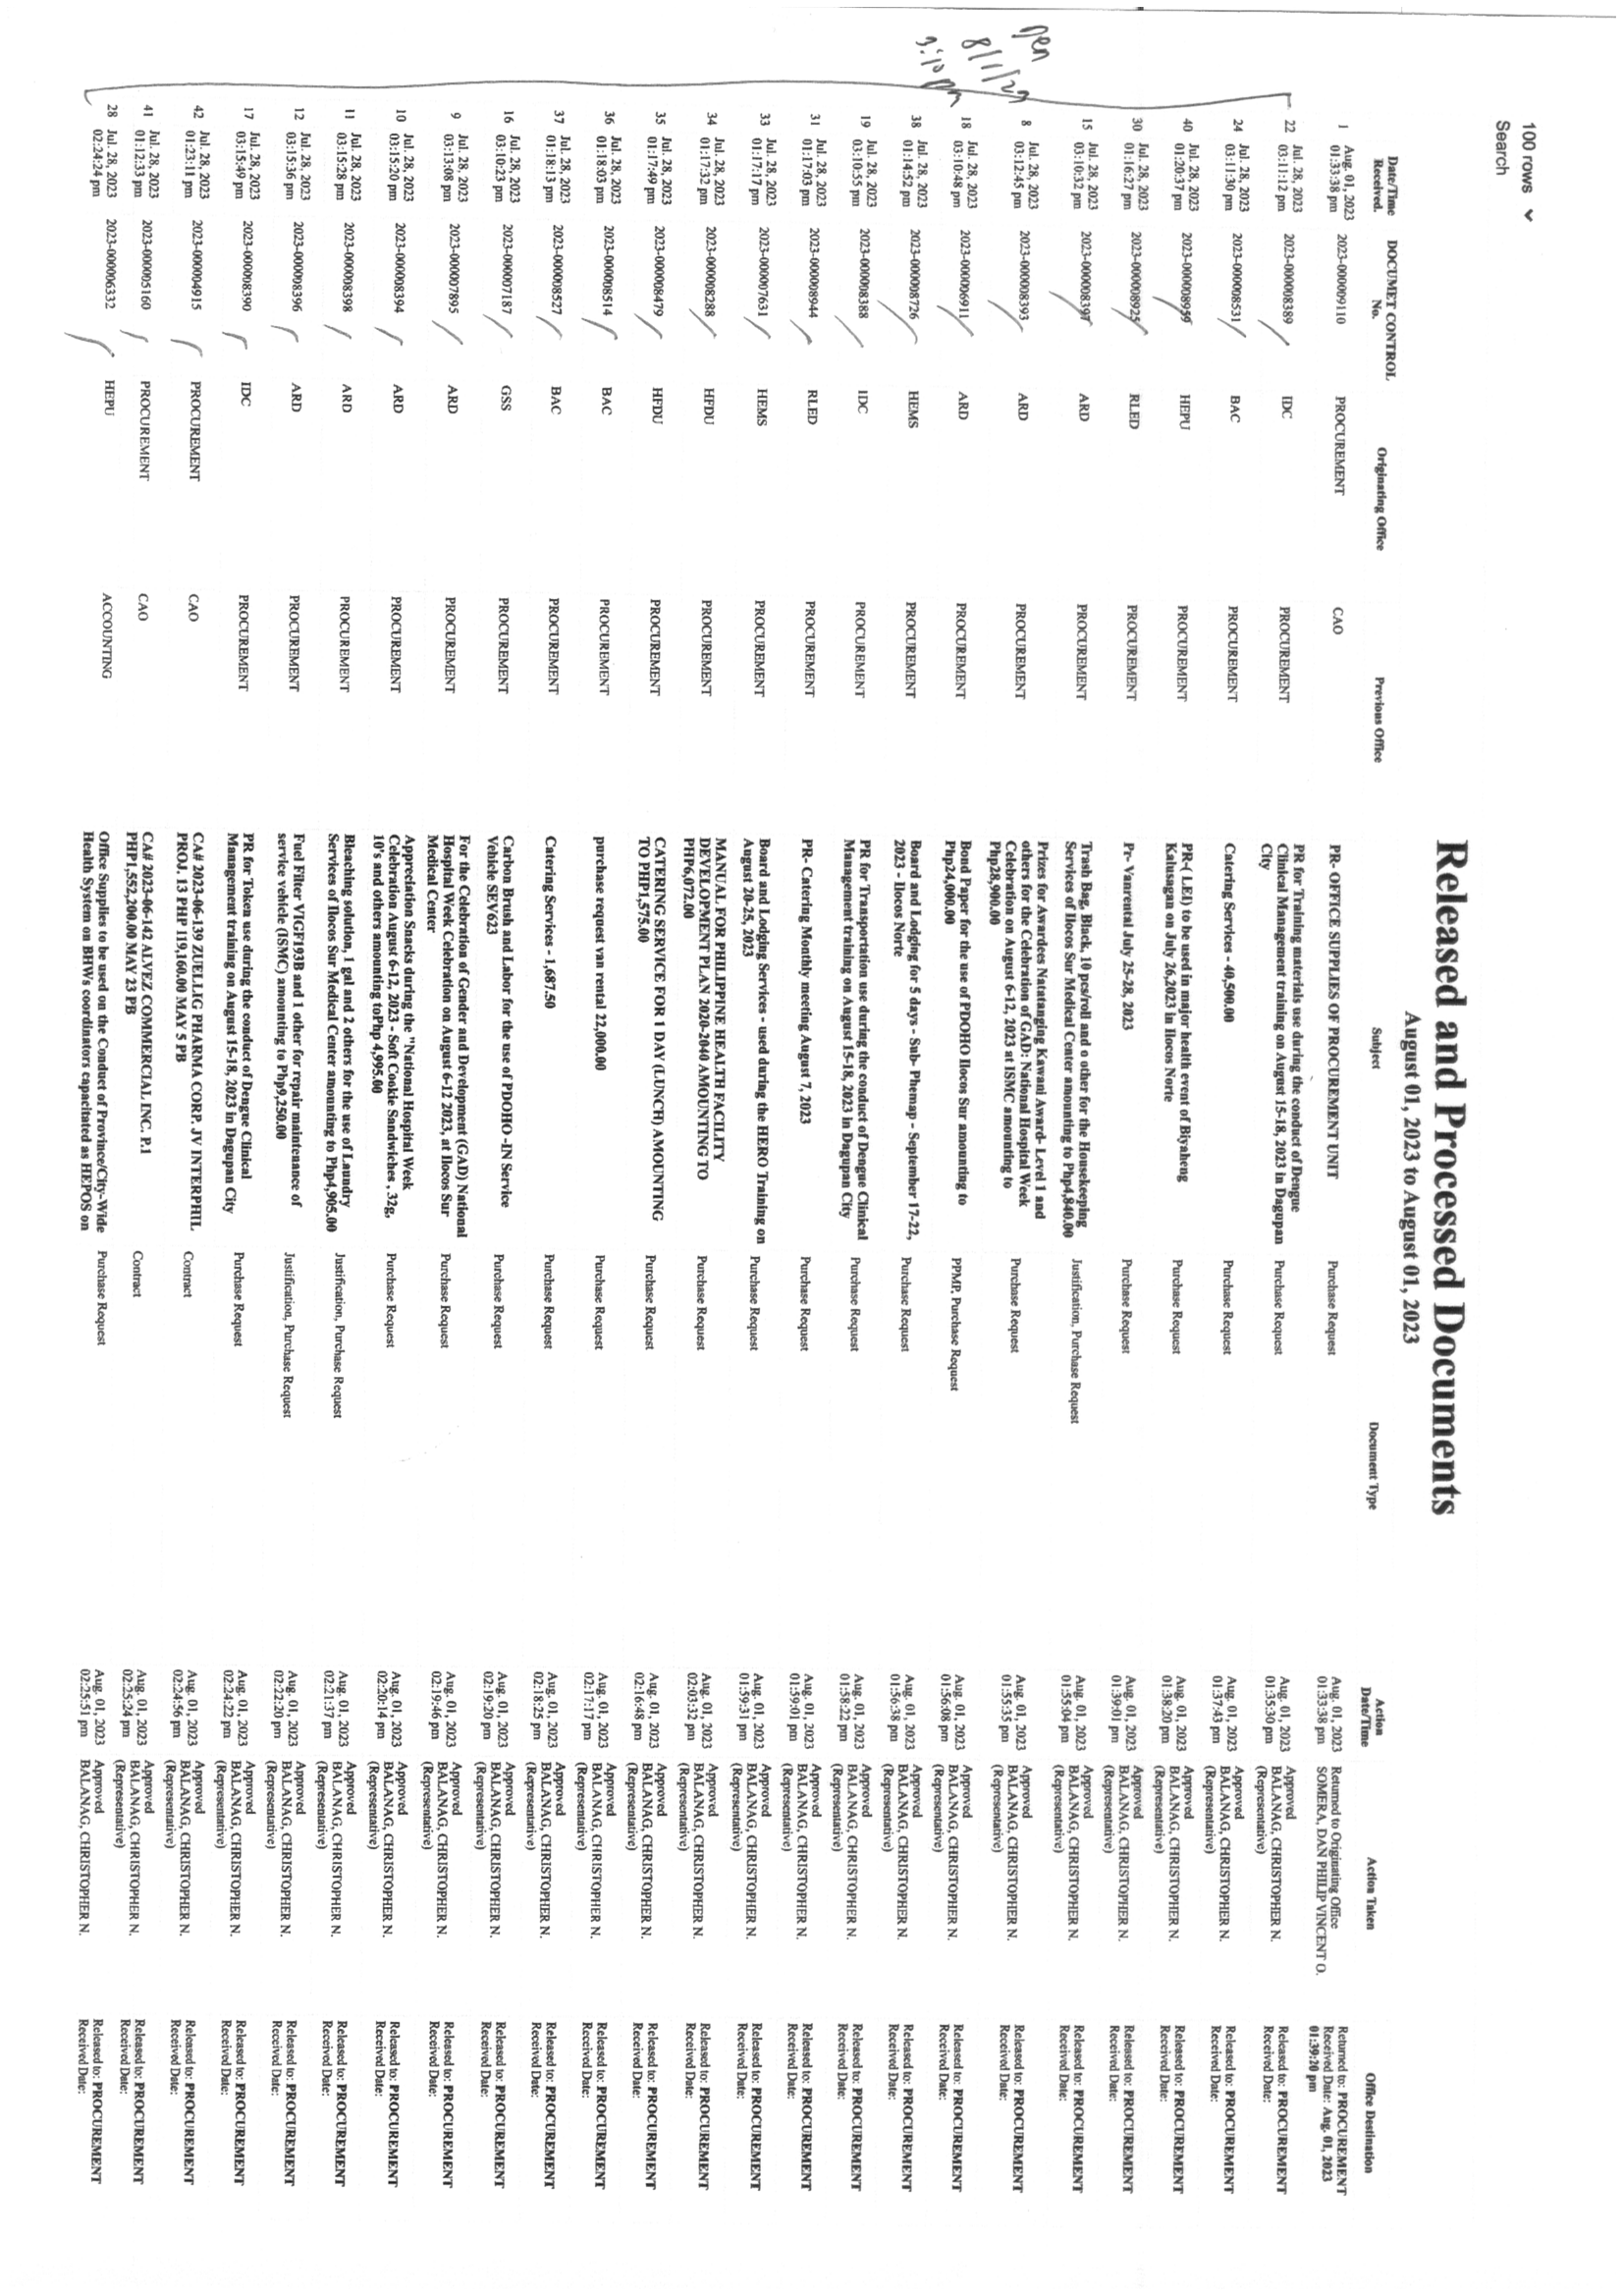 100 rows
Search
Released and Processed Documents
August 01, 2023 to August 01, 2023
Date/Time Received. DOCUMET CONTROL No. Originating Office Previous Office Subject Document Type Action Date/Time Action Taken Office Destination
1 Aug. 01, 2023 01:33:38 pm 2023-000009110 PROCUREMENT CAO PR- OFFICE SUPPLIES OF PROCUREMENT UNIT Purchase Request Aug. 01, 2023 01:33:38 pm Returned to Originating Office SOMERA, DAN PHILIP VINCENT O. Returned to: PROCUREMENT Received Date: Aug. 01, 2023 01:39:20 pm
22 Jul. 28, 2023 03:11:12 pm 2023-000008389 IDC PROCUREMENT PR for Training materials use during the conduct of Dengue Clinical Management training on August 15-18, 2023 in Dagupan City Purchase Request Aug. 01, 2023 01:35:30 pm Approved BALANAG, CHRISTOPHER N. (Representative) Released to: PROCUREMENT Received Date:
24 Jul. 28, 2023 03:11:30 pm 2023-000008531 BAC PROCUREMENT Catering Services - 40,500.00 Purchase Request Aug. 01, 2023 01:37:43 pm Approved BALANAG, CHRISTOPHER N. (Representative) Released to: PROCUREMENT Received Date:
40 Jul. 28, 2023 01:20:37 pm 2023-000008959 HEPU PROCUREMENT PR-( LEI) to be used in major health event of Biyaheng Kalusugan on July 26,2023 in Ilocos Norte Purchase Request Aug. 01, 2023 01:38:20 pm Approved BALANAG, CHRISTOPHER N. (Representative) Released to: PROCUREMENT Received Date:
30 Jul. 28, 2023 01:16:27 pm 2023-000008925 RLED PROCUREMENT Pr- Vanrental July 25-28, 2023 Purchase Request Aug. 01, 2023 01:39:01 pm Approved BALANAG, CHRISTOPHER N. (Representative) Released to: PROCUREMENT Received Date:
15 Jul. 28, 2023 03:10:32 pm 2023-000008397 ARD PROCUREMENT Trash Bag, Black, 10 pcs/roll and o other for the Housekeeping Services of Ilocos Sur Medical Center amounting to Php4,840.00 Justification, Purchase Request Aug. 01, 2023 01:55:04 pm Approved BALANAG, CHRISTOPHER N. (Representative) Released to: PROCUREMENT Received Date:
8 Jul. 28, 2023 03:12:45 pm 2023-000008393 ARD PROCUREMENT Prizes for Awardees Natatanging Kawani Award- Level 1 and others for the Celebration of GAD: National Hospital Week Celebration on August 6-12, 2023 at ISMC amounting to Php28,900.00 Purchase Request Aug. 01, 2023 01:55:35 pm Approved BALANAG, CHRISTOPHER N. (Representative) Released to: PROCUREMENT Received Date:
18 Jul. 28, 2023 03:10:48 pm 2023-000006911 ARD PROCUREMENT Bond Paper for the use of PDOHO Ilocos Sur amounting to Php24,000.00 PPMP, Purchase Request Aug. 01, 2023 01:56:08 pm Approved BALANAG, CHRISTOPHER N. (Representative) Released to: PROCUREMENT Received Date:
38 Jul. 28, 2023 01:14:52 pm 2023-000008726 HEMS PROCUREMENT Board and Lodging for 5 days - Sub- Phemap - September 17-22, 2023 - Ilocos Norte Purchase Request Aug. 01, 2023 01:56:38 pm Approved BALANAG, CHRISTOPHER N. (Representative) Released to: PROCUREMENT Received Date:
19 Jul. 28, 2023 03:10:55 pm 2023-000008388 IDC PROCUREMENT PR for Transportation use during the conduct of Dengue Clinical Management training on August 15-18, 2023 in Dagupan City Purchase Request Aug. 01, 2023 01:58:22 pm Approved BALANAG, CHRISTOPHER N. (Representative) Released to: PROCUREMENT Received Date:
31 Jul. 28, 2023 01:17:03 pm 2023-000008944 RLED PROCUREMENT PR- Catering Monthly meeting August 7, 2023 Purchase Request Aug. 01, 2023 01:59:01 pm Approved BALANAG, CHRISTOPHER N. (Representative) Released to: PROCUREMENT Received Date:
33 Jul. 28, 2023 01:17:17 pm 2023-000007631 HEMS PROCUREMENT Board and Lodging Services - used during the HERO Training on August 20-25, 2023 Purchase Request Aug. 01, 2023 01:59:31 pm Approved BALANAG, CHRISTOPHER N. (Representative) Released to: PROCUREMENT Received Date:
34 Jul. 28, 2023 01:17:32 pm 2023-000008288 HFDU PROCUREMENT MANUAL FOR PHILIPPINE HEALTH FACILITY DEVELOPMENT PLAN 2020-2040 AMOUNTING TO PHP6,072.00 Purchase Request Aug. 01, 2023 02:03:32 pm Approved BALANAG, CHRISTOPHER N. (Representative) Released to: PROCUREMENT Received Date:
35 Jul. 28, 2023 01:17:49 pm 2023-000008479 HFDU PROCUREMENT CATERING SERVICE FOR 1 DAY (LUNCH) AMOUNTING TO PHP1,575.00 Purchase Request Aug. 01, 2023 02:16:48 pm Approved BALANAG, CHRISTOPHER N. (Representative) Released to: PROCUREMENT Received Date:
36 Jul. 28, 2023 01:18:03 pm 2023-000008514 BAC PROCUREMENT purchase request van rental 22,000.00 Purchase Request Aug. 01, 2023 02:17:17 pm Approved BALANAG, CHRISTOPHER N. (Representative) Released to: PROCUREMENT Received Date:
37 Jul. 28, 2023 01:18:13 pm 2023-000008527 BAC PROCUREMENT Catering Services - 1,687.50 Purchase Request Aug. 01, 2023 02:18:25 pm Approved BALANAG, CHRISTOPHER N. (Representative) Released to: PROCUREMENT Received Date:
16 Jul. 28, 2023 03:10:23 pm 2023-000007187 GSS PROCUREMENT Carbon Brush and Labor for the use of PDOHO -IN Service Vehicle SEV623 Purchase Request Aug. 01, 2023 02:19:20 pm Approved BALANAG, CHRISTOPHER N. (Representative) Released to: PROCUREMENT Received Date:
9 Jul. 28, 2023 03:13:08 pm 2023-000007895 ARD PROCUREMENT For the Celebration of Gender and Development (GAD) National Hospital Week Celebration on August 6-12 2023, at Ilocos Sur Medical Center Purchase Request Aug. 01, 2023 02:19:46 pm Approved BALANAG, CHRISTOPHER N. (Representative) Released to: PROCUREMENT Received Date:
10 Jul. 28, 2023 03:15:20 pm 2023-000008394 ARD PROCUREMENT Appreciation Snacks during the "National Hospital Week Celebration August 6-12, 2023 - Soft Cookie Sandwiches , 32g, 10's and others amounting toPhp 4,995.00 Purchase Request Aug. 01, 2023 02:20:14 pm Approved BALANAG, CHRISTOPHER N. (Representative) Released to: PROCUREMENT Received Date:
11 Jul. 28, 2023 03:15:28 pm 2023-000008398 ARD PROCUREMENT Bleaching solution, 1 gal and 2 others for the use of Laundry Services of Ilocos Sur Medical Center amounting to Php4,905.00 Justification, Purchase Request Aug. 01, 2023 02:21:37 pm Approved BALANAG, CHRISTOPHER N. (Representative) Released to: PROCUREMENT Received Date:
12 Jul. 28, 2023 03:15:36 pm 2023-000008396 ARD PROCUREMENT Fuel Filter VIGF193B and 1 other for repair maintenance of service vehicle (ISMC) amounting to Php9,250.00 Justification, Purchase Request Aug. 01, 2023 02:22:20 pm Approved BALANAG, CHRISTOPHER N. (Representative) Released to: PROCUREMENT Received Date:
17 Jul. 28, 2023 03:15:49 pm 2023-000008390 IDC PROCUREMENT PR for Token use during the conduct of Dengue Clinical Management training on August 15-18, 2023 in Dagupan City Purchase Request Aug. 01, 2023 02:24:22 pm Approved BALANAG, CHRISTOPHER N. (Representative) Released to: PROCUREMENT Received Date:
42 Jul. 28, 2023 01:23:11 pm 2023-000004915 PROCUREMENT CAO CA# 2023-06-139 ZUELLIG PHARMA CORP. JV INTERPHIL PROJ. 13 PHP 119,160.00 MAY 5 PB Contract Aug. 01, 2023 02:24:56 pm Approved BALANAG, CHRISTOPHER N. (Representative) Released to: PROCUREMENT Received Date:
41 Jul. 28, 2023 01:12:33 pm 2023-000005160 PROCUREMENT CAO CA# 2023-06-142 ALVEZ COMMERCIAL INC. P.1 PHP1,552,200.00 MAY 23 PB Contract Aug. 01, 2023 02:25:24 pm Approved BALANAG, CHRISTOPHER N. (Representative) Released to: PROCUREMENT Received Date:
28 Jul. 28, 2023 02:24:24 pm 2023-000006332 HEPU ACCOUNTING Office Supplies to be used on the Conduct of Province/City-Wide Health System on BHWs coordinators capacitated as HEPOS on Purchase Request Aug. 01, 2023 02:25:51 pm Approved BALANAG, CHRISTOPHER N. Released to: PROCUREMENT Received Date:
8/1/23
3:10 pm